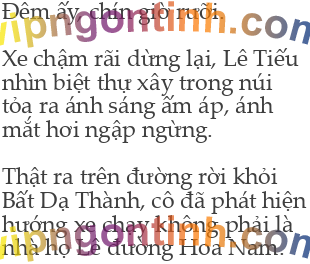 Đêm ấy, chín giờ rưỡi,
Xe chậm rãi dừng lại, Lê Tiếu
nhìn biệt thự xây trong núi
tỏa ra ánh sáng ấm áp, ánh
mắt hơi ngập ngừng.
Thật ra trên đường rời khỏi
Bất Dạ Thành, cô đã phát hiện
hướng xe chạy không phải là
nhà họ Lê đường Hoa Nam.
vipngontinh.com
vipngontinh.com